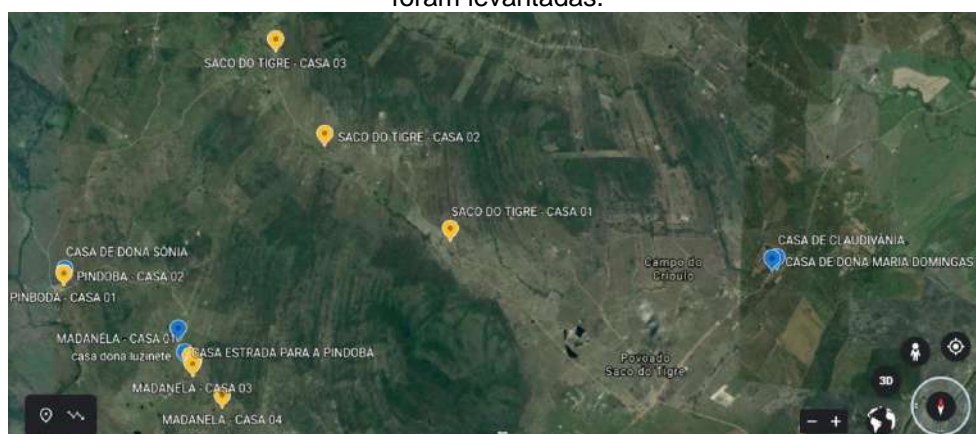 foram levantadas.
SACO DO TIGRE - CASA 03
SACO DO TIGRE - CASA 02
SACO DO TIGRE - CASA 01
CASA DE CLAUDIVÂNIA
CASA DE DONA SÔNIA
Campo do
Crioulo
CASA DE DONA MARIA DOMINGAS
PINDOBA - CASA 02
PINBODA - CASA 01
MADANELA - CASA 01
casa dona luzinete
CASA ESTRADA PARA A PINDOBA
Povoado
Saco do Tigre
MADANELA - CASA 03
MADANELA - CASA 04
3D